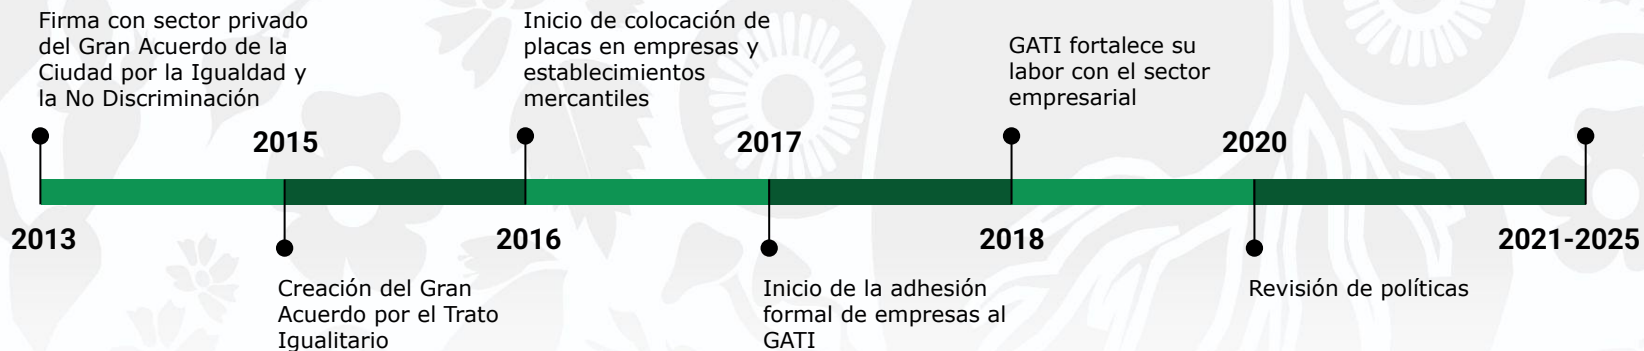 Firma con sector privado
del Gran Acuerdo de la
Ciudad por la Igualdad y
la No Discriminación
Inicio de colocación de
placas en empresas y
establecimientos
mercantiles
GATI fortalece su
labor con el sector
empresarial
2015
2017
2020
2013
2016
2018
2021-2025
Creación del Gran
Acuerdo por el Trato
Igualitario
Inicio de la adhesión
formal de empresas al
GATI
Revisión de políticas